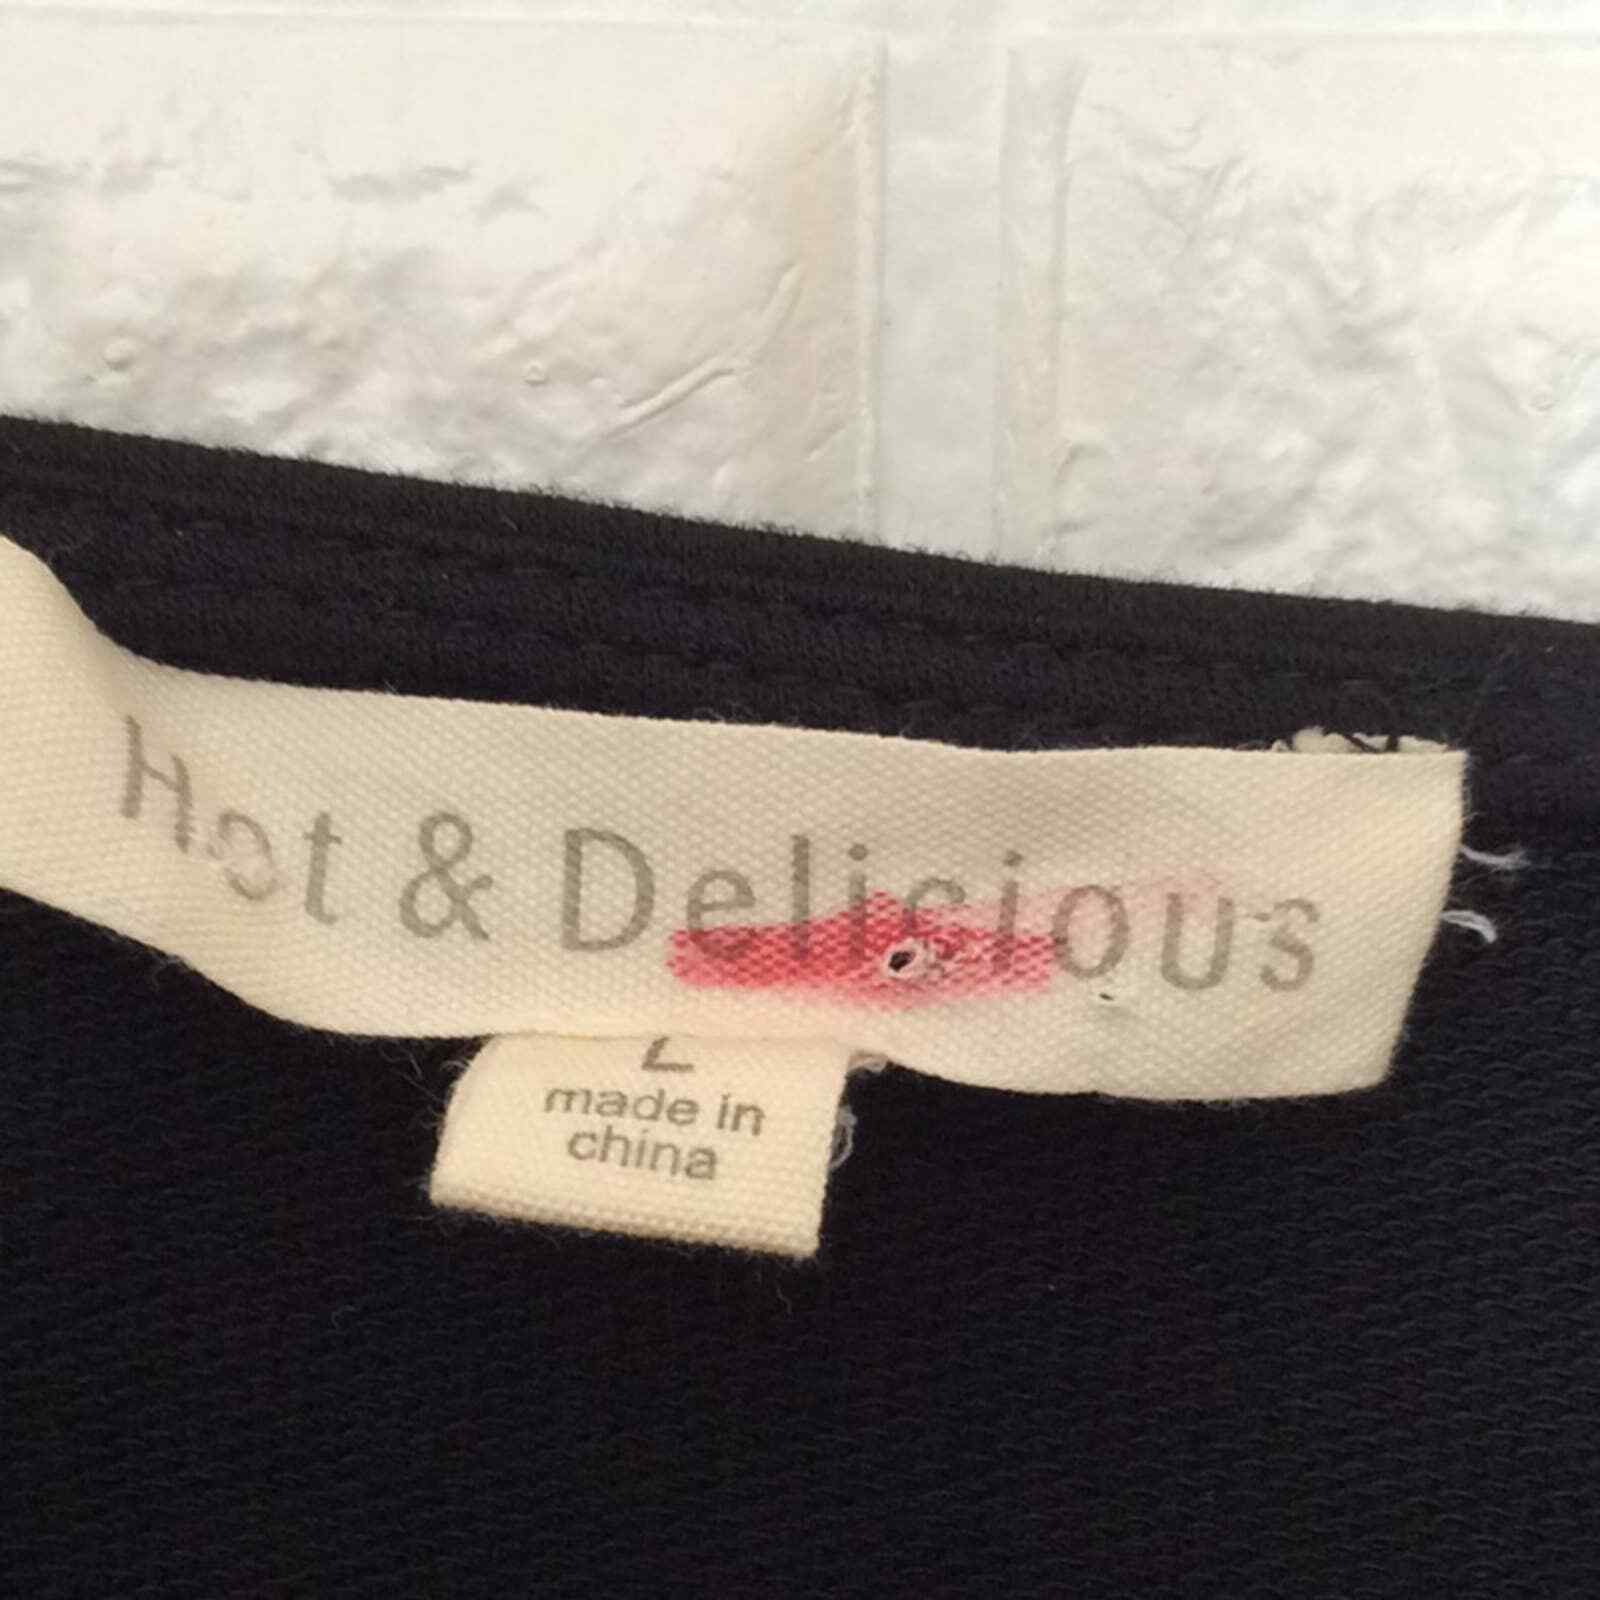 Hot & Delicious
L
made in
china